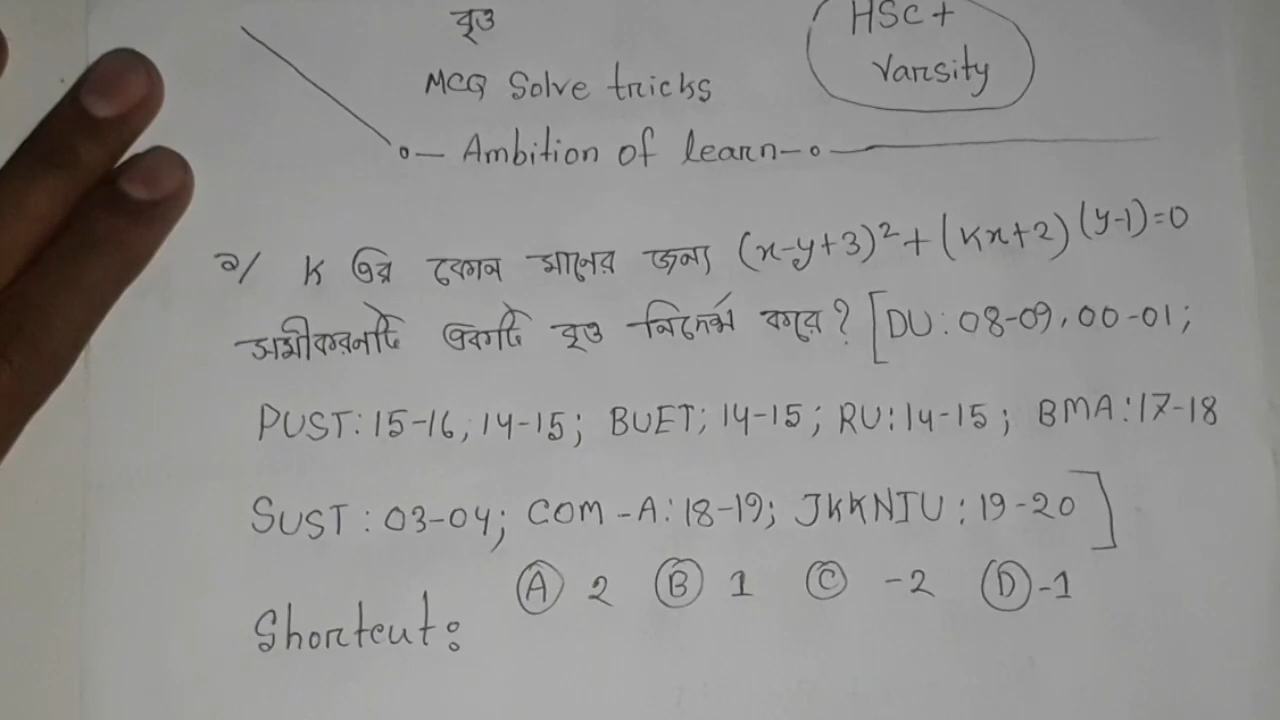 বৃত্ত
HSC +
Varsity
MCQ Solve tricks
Ambition of learn
৯/ K এর কোন মানের জন্য (x-y+3)²+(Kx+2)(y-1)=0
সমীকরনটি একটি বৃত্ত নির্দেশ করে? [DU: 08-09, 00-01;
PUST: 15-16, 14-15; BUET; 14-15; RU: 14-15; BMA: 17-18
SUST: 03-04; COM-A: 18-19; JKKNIU: 19-20]
Ⓐ 2 Ⓑ 1 Ⓒ -2 Ⓓ -1
Shortcut: